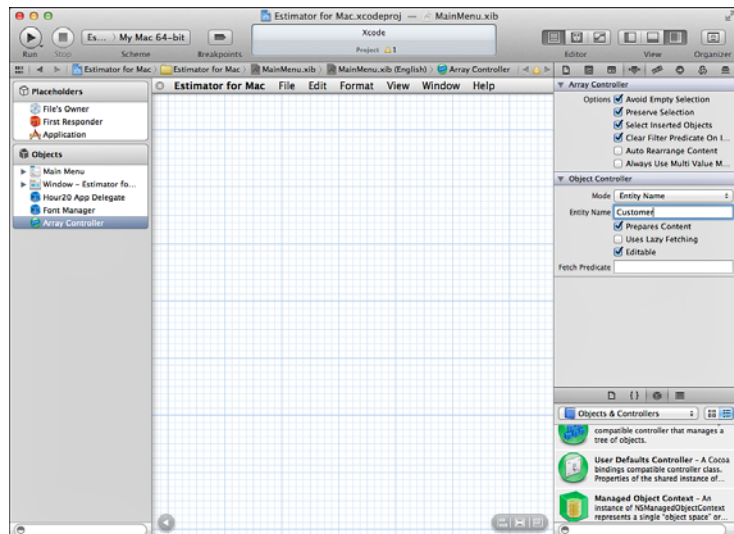 Estimator for Mac.xcodeproj — MainMenu.xib
Es... ⟩ My Mac 64-bit
Xcode
Project 1
Run Stop Scheme Breakpoints Editor View Organizer
Estimator for Mac ⟩ Estimator for Mac ⟩ MainMenu.xib ⟩ MainMenu.xib (English) ⟩ Array Controller
Placeholders
File's Owner
First Responder
Application
Objects
Main Menu
Window – Estimator fo...
Hour20 App Delegate
Font Manager
Array Controller
Estimator for Mac File Edit Format View Window Help
Array Controller
Options Avoid Empty Selection
Preserve Selection
Select Inserted Objects
Clear Filter Predicate On I...
Auto Rearrange Content
Always Use Multi Value M...
Object Controller
Mode Entity Name
Entity Name Customer
Prepares Content
Uses Lazy Fetching
Editable
Fetch Predicate
Objects & Controllers
compatible controller that manages a
tree of objects.
User Defaults Controller – A Cocoa
bindings compatible controller class.
Properties of the shared instance of...
Managed Object Context – An
instance of NSManagedObjectContext
represents a single "object space" or...